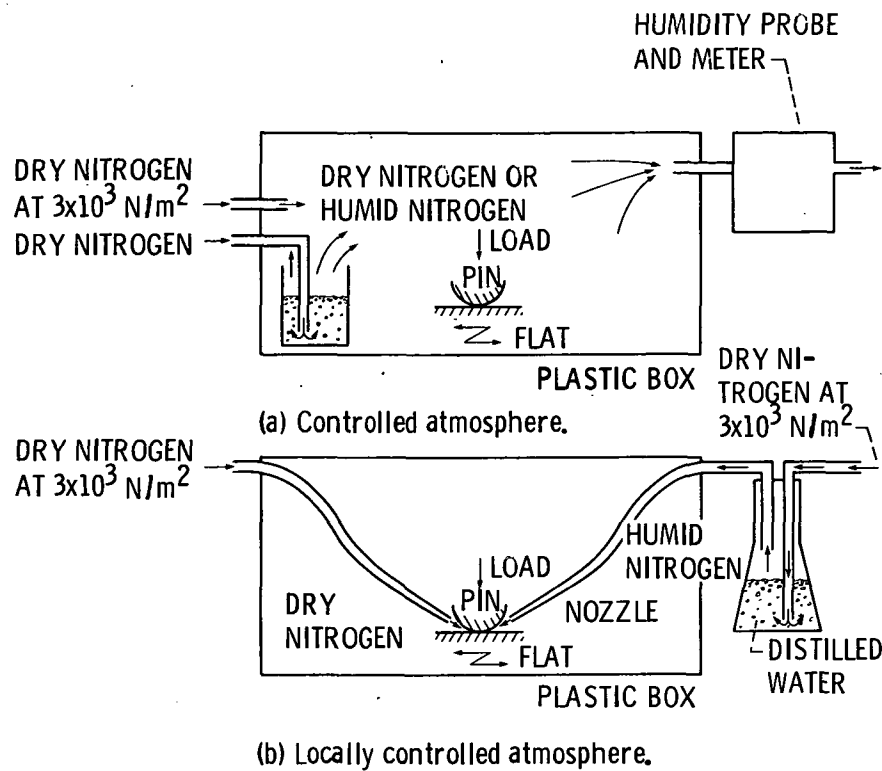 HUMIDITY PROBE
AND METER
DRY NITROGEN
AT 3x10³ N/m²
DRY NITROGEN
DRY NITROGEN OR
HUMID NITROGEN
LOAD
PIN
FLAT
PLASTIC BOX
(a) Controlled atmosphere.
DRY NITROGEN
AT 3x10³ N/m²
DRY NI-
TROGEN AT
3x10³ N/m²
HUMID
NITROGEN
LOAD
PIN
DRY
NITROGEN
NOZZLE
FLAT
DISTILLED
WATER
PLASTIC BOX
(b) Locally controlled atmosphere.